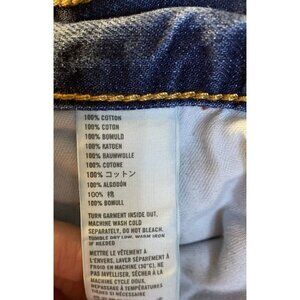 100% COTTON
100% COTON
100% BOMULD
100% KATOEN
100% BAUMWOLLE
100% COTONE
100% コットン
100% ALGODÓN
100% 棉
100% BOMULL
TURN GARMENT INSIDE OUT,
MACHINE WASH COLD
SEPARATELY, DO NOT BLEACH,
TUMBLE DRY LOW, WARM IRON
IF NEEDED
METTRE LE VÊTEMENT À
L'ENVERS, LAVER SÉPARÉMENT À
FROID EN MACHINE (30°C), NE
PAS BLANCHIR, SÉCHER À LA
MACHINE CYCLE DOUX,
REPASSAGE À TEMPÉRATURE
TIÈDE SI NÉCESSAIRE